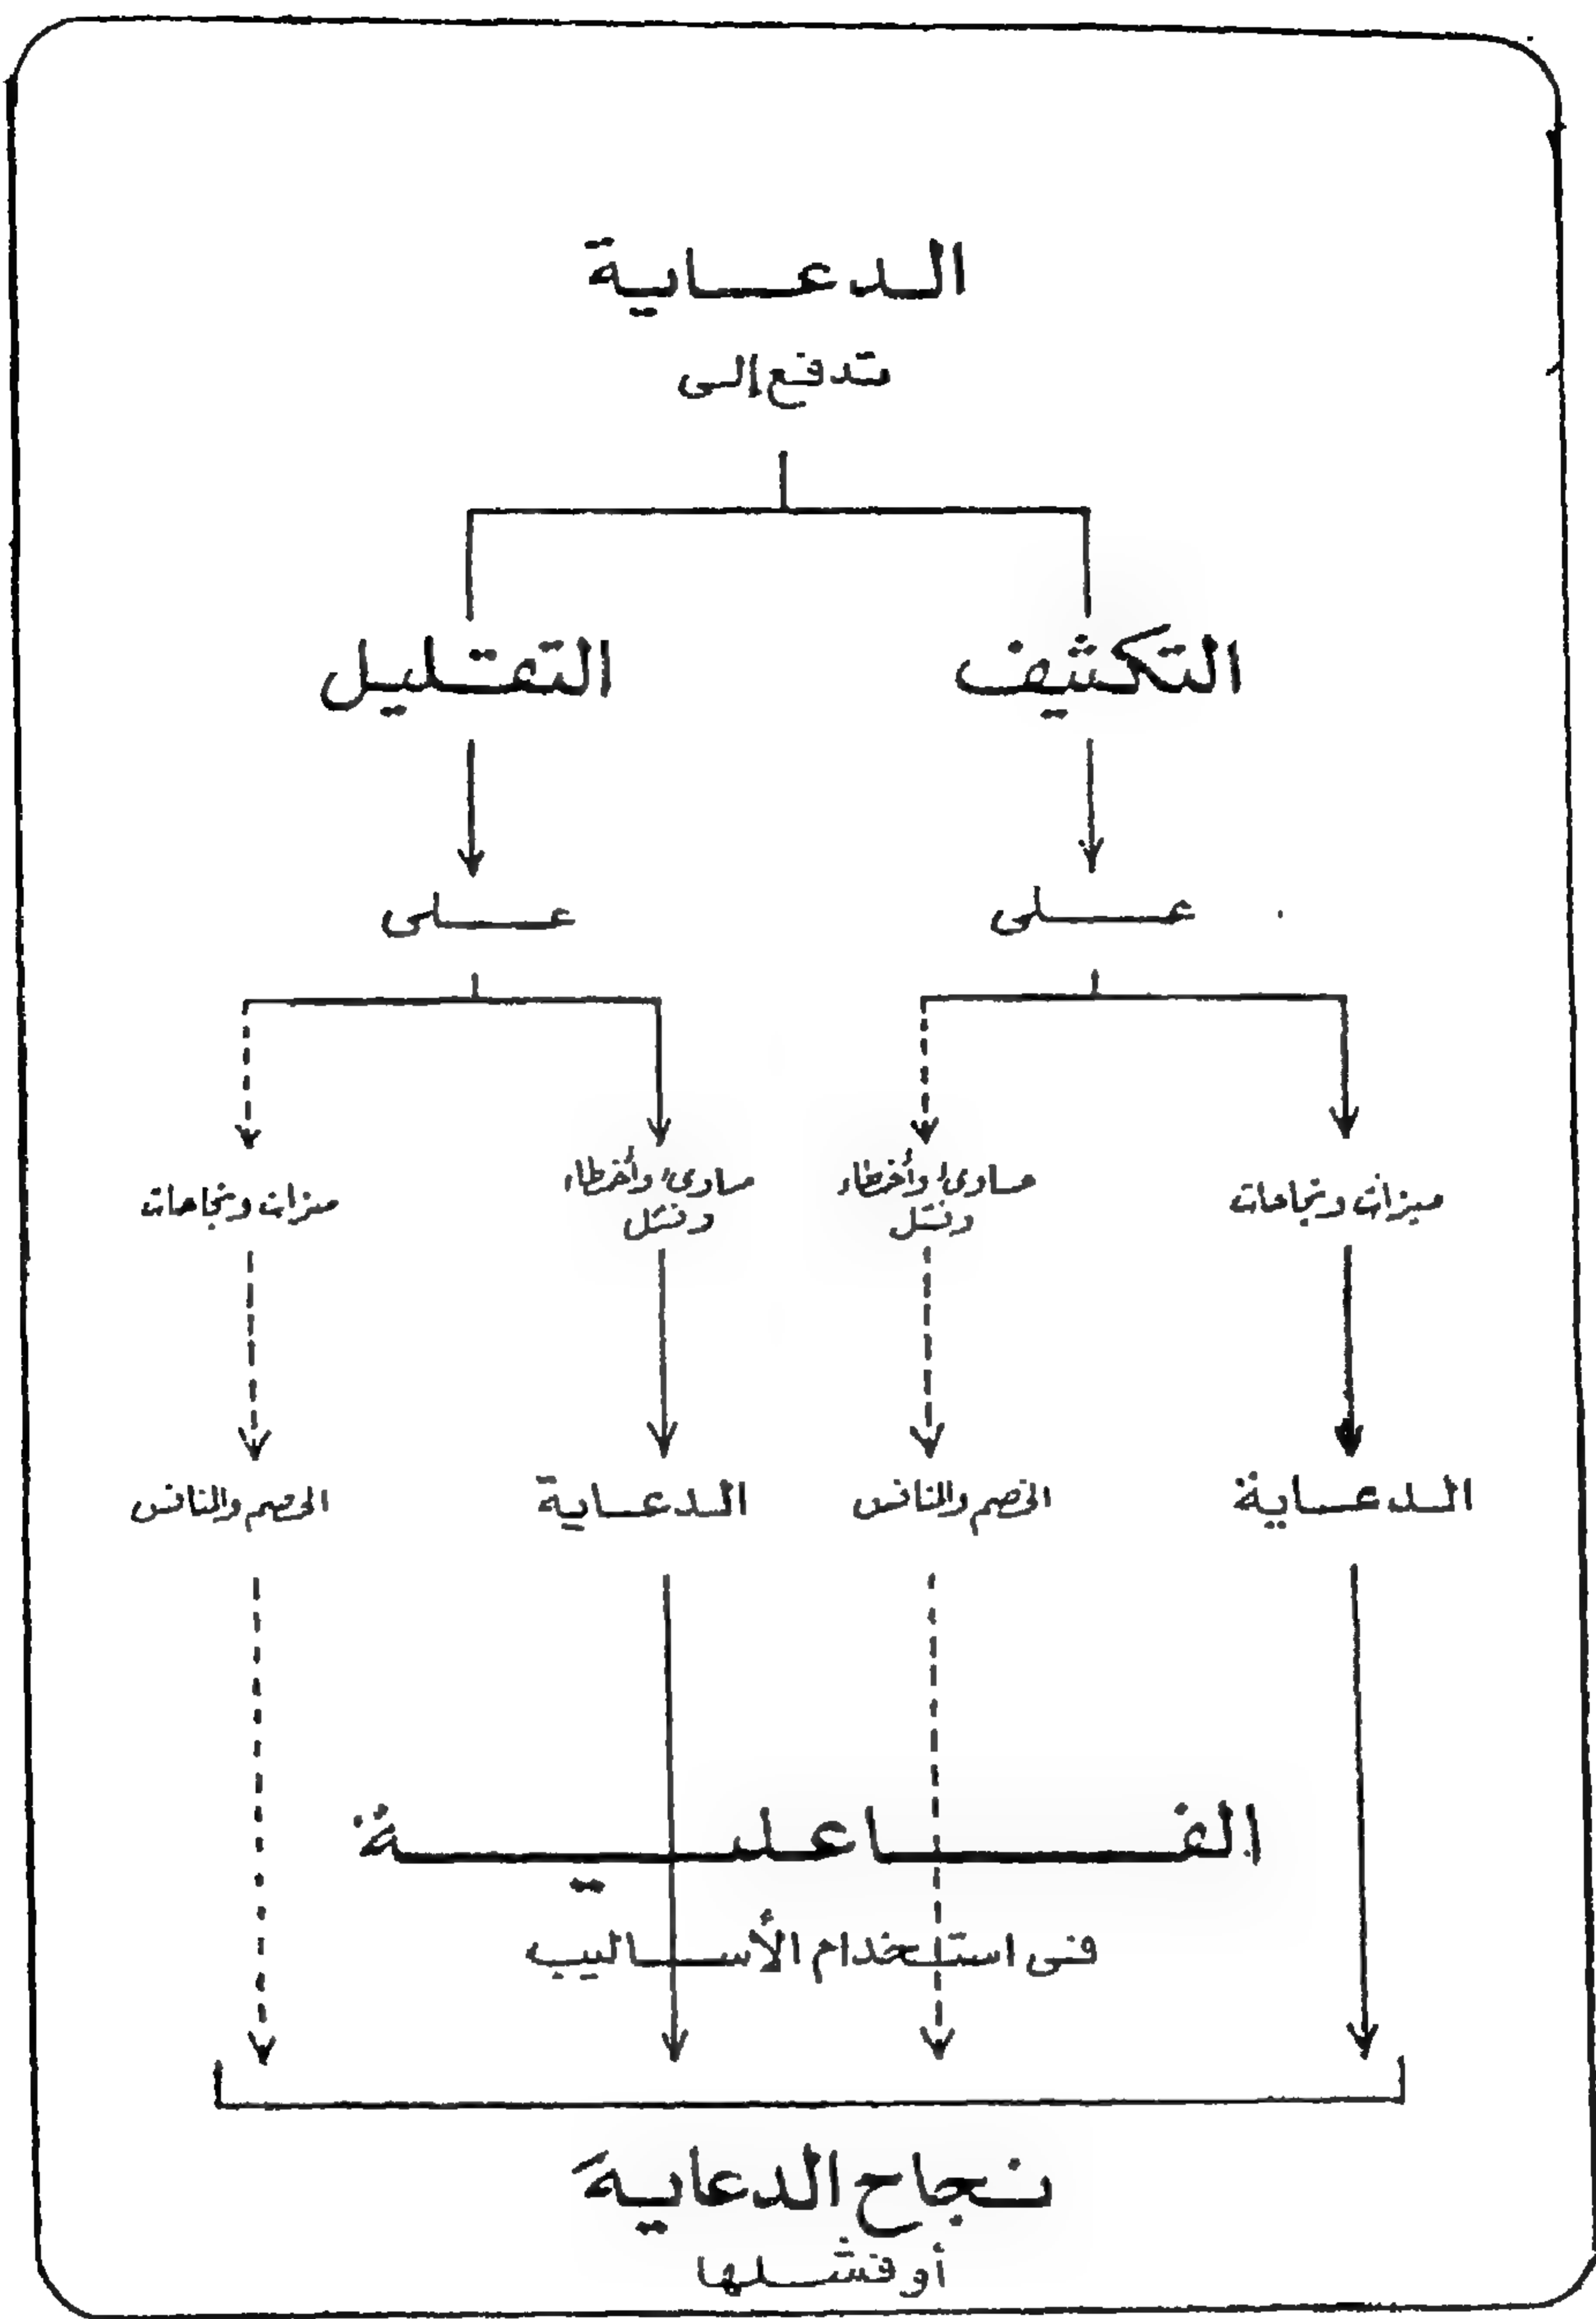 الدعاية
تدفع إلى
التكثيف
التقليل
على
على
ميزات ونجاحات
مساوئ وأخطاء
وفشل
مساوئ وأخطاء
وفشل
ميزات ونجاحات
الدعاية
الخصم والمنافس
الدعاية
الخصم والمنافس
الفاعلية
فى استخدام الأساليب
نجاح الدعاية
أو فشلها